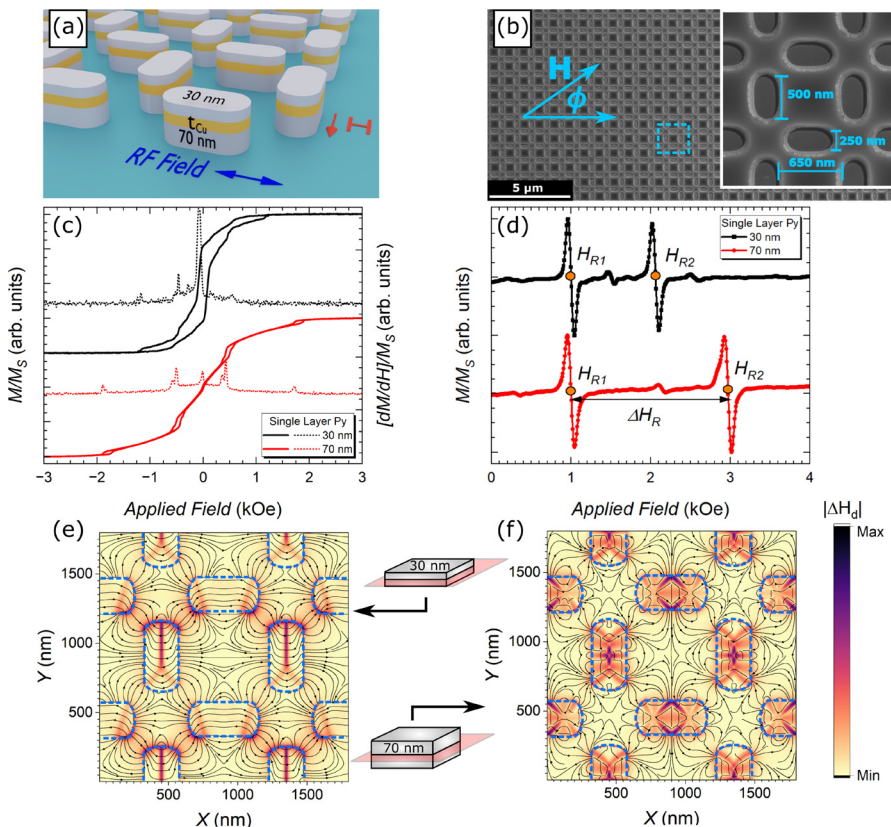 (a)
30 nm
t_Cu
70 nm
RF Field
H
(b)
H
ϕ
5 µm
500 nm
250 nm
650 nm
(c)
M/M_S (arb. units)
[dM/dH]/M_S (arb. units)
Single Layer Py
30 nm
70 nm
−3 −2 −1 0 1 2 3
Applied Field (kOe)
(d)
M/M_S (arb. units)
Single Layer Py
30 nm
70 nm
H_R1
H_R2
H_R1
H_R2
ΔH_R
0 1 2 3 4
Applied Field (kOe)
(e)
1500
1000
500
Y (nm)
500 1000 1500
X (nm)
30 nm
70 nm
(f)
1500
1000
500
Y (nm)
500 1000 1500
X (nm)
|ΔH_d|
Max
Min